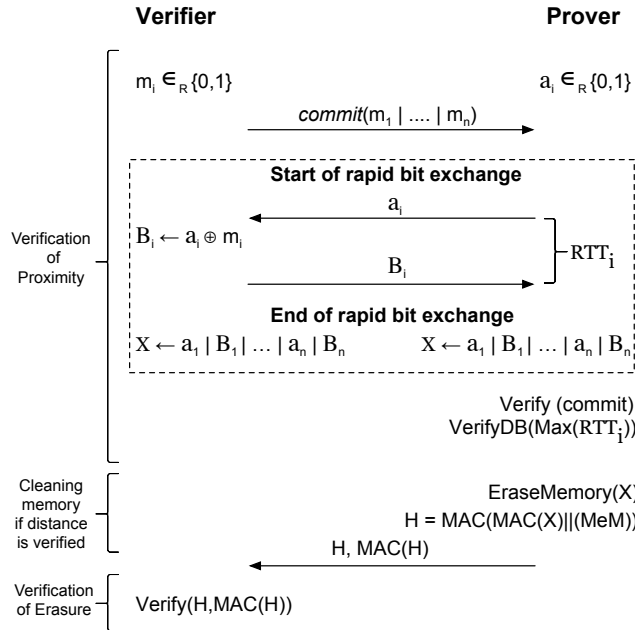 Verifier Prover
mᵢ ∈ᵣ {0,1} aᵢ ∈ᵣ {0,1}
commit(m₁ | .... | mₙ)
Start of rapid bit exchange
aᵢ
Bᵢ ← aᵢ ⊕ mᵢ
RTTᵢ
Bᵢ
End of rapid bit exchange
X ← a₁ | B₁ | ... | aₙ | Bₙ X ← a₁ | B₁ | ... | aₙ | Bₙ
Verification
of
Proximity
Verify (commit)
VerifyDB(Max(RTTᵢ))
Cleaning
memory
if distance
is verified
EraseMemory(X)
H = MAC(MAC(X)||(MeM))
H, MAC(H)
Verification
of Erasure
Verify(H,MAC(H))